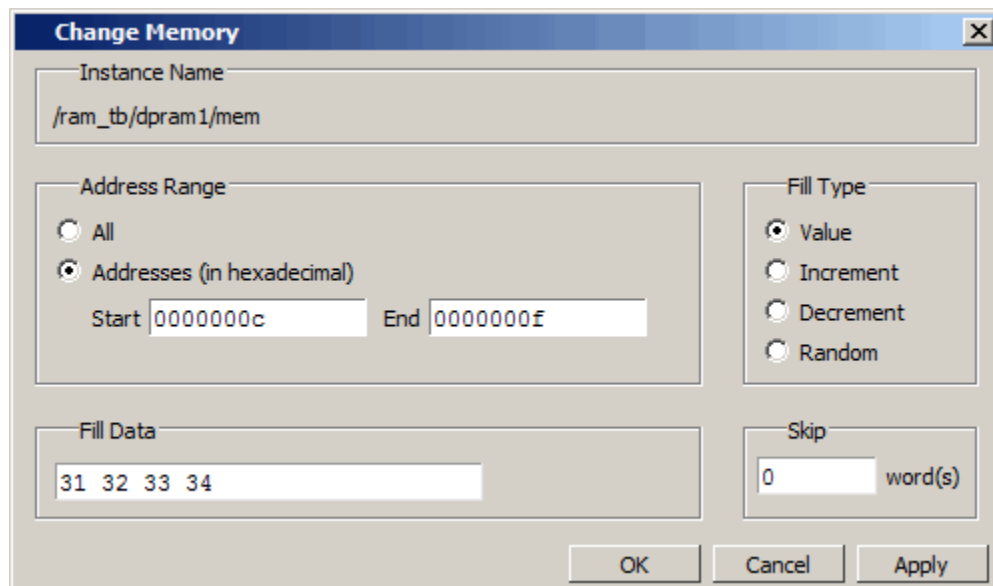 Change Memory
Instance Name
/ram_tb/dpram1/mem
Address Range
All
Addresses (in hexadecimal)
Start 0000000c End 0000000f
Fill Type
Value
Increment
Decrement
Random
Fill Data
31 32 33 34
Skip
0 word(s)
OK Cancel Apply